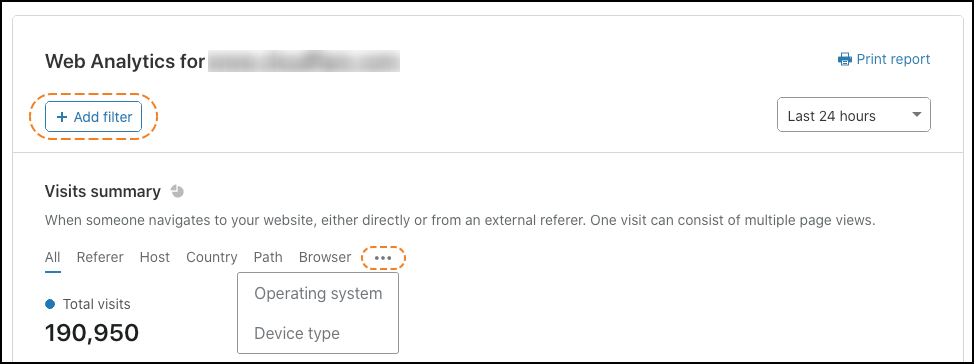 Web Analytics for
Print report
+ Add filter
Last 24 hours
Visits summary
When someone navigates to your website, either directly or from an external referer. One visit can consist of multiple page views.
All Referer Host Country Path Browser •••
Operating system
Total visits
190,950
Device type